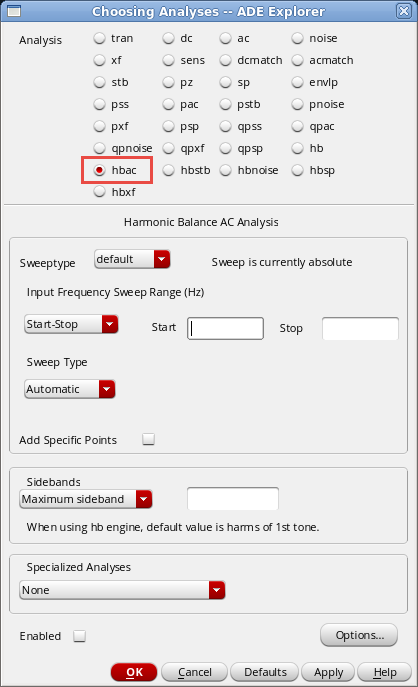 Choosing Analyses -- ADE Explorer
Analysis tran dc ac noise
xf sens dcmatch acmatch
stb pz sp envlp
pss pac pstb pnoise
pxf psp qpss qpac
qpnoise qpxf qpsp hb
hbac hbstb hbnoise hbsp
hbxf
Harmonic Balance AC Analysis
Sweeptype default Sweep is currently absolute
Input Frequency Sweep Range (Hz)
Start-Stop Start Stop
Sweep Type
Automatic
Add Specific Points
Sidebands
Maximum sideband
When using hb engine, default value is harms of 1st tone.
Specialized Analyses
None
Enabled Options...
OK Cancel Defaults Apply Help